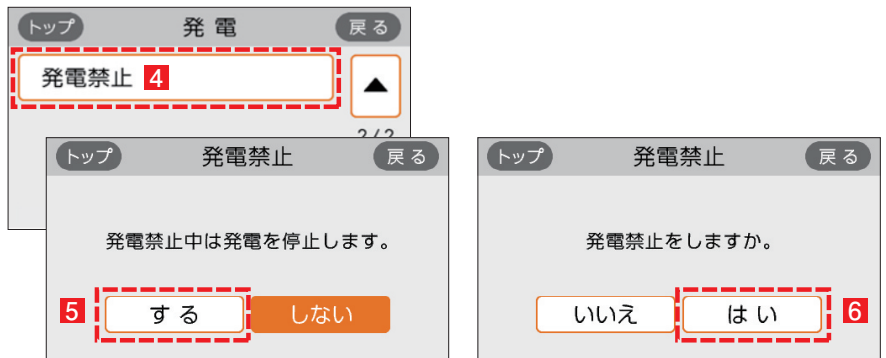 トップ 発電 戻る
発電禁止 4
▲
2/2
トップ 発電禁止 戻る
発電禁止中は発電を停止します。
5 する しない
トップ 発電禁止 戻る
発電禁止をしますか。
いいえ はい 6